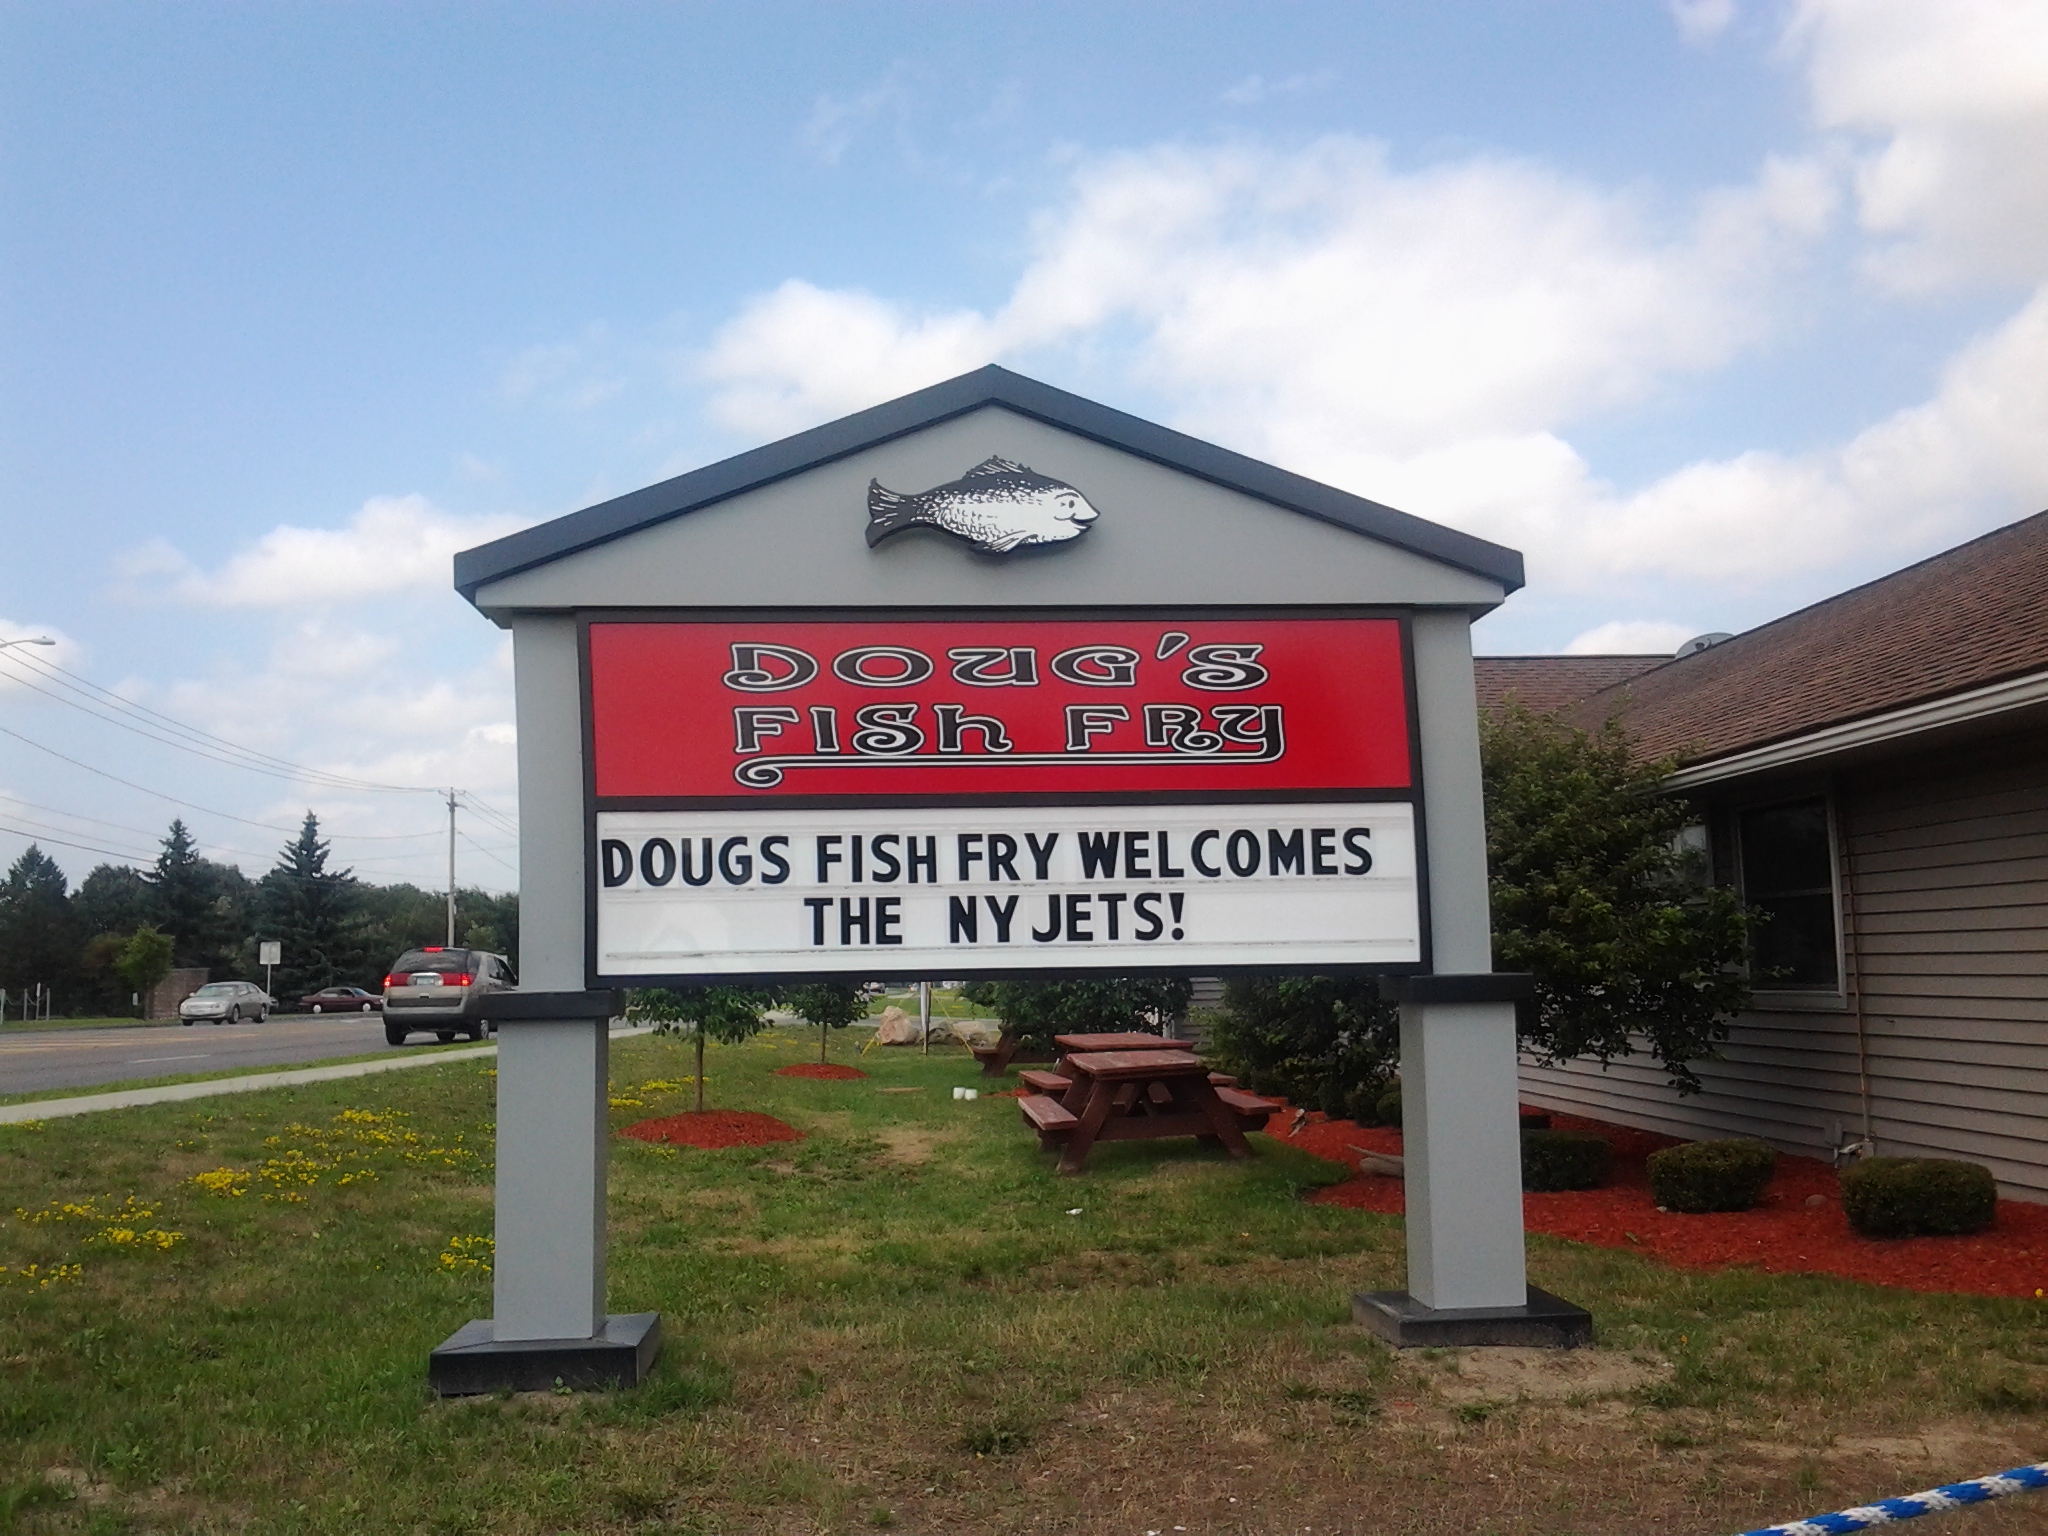 DOUG'S
FISH FRY
DOUGS FISH FRY WELCOMES
THE NY JETS!